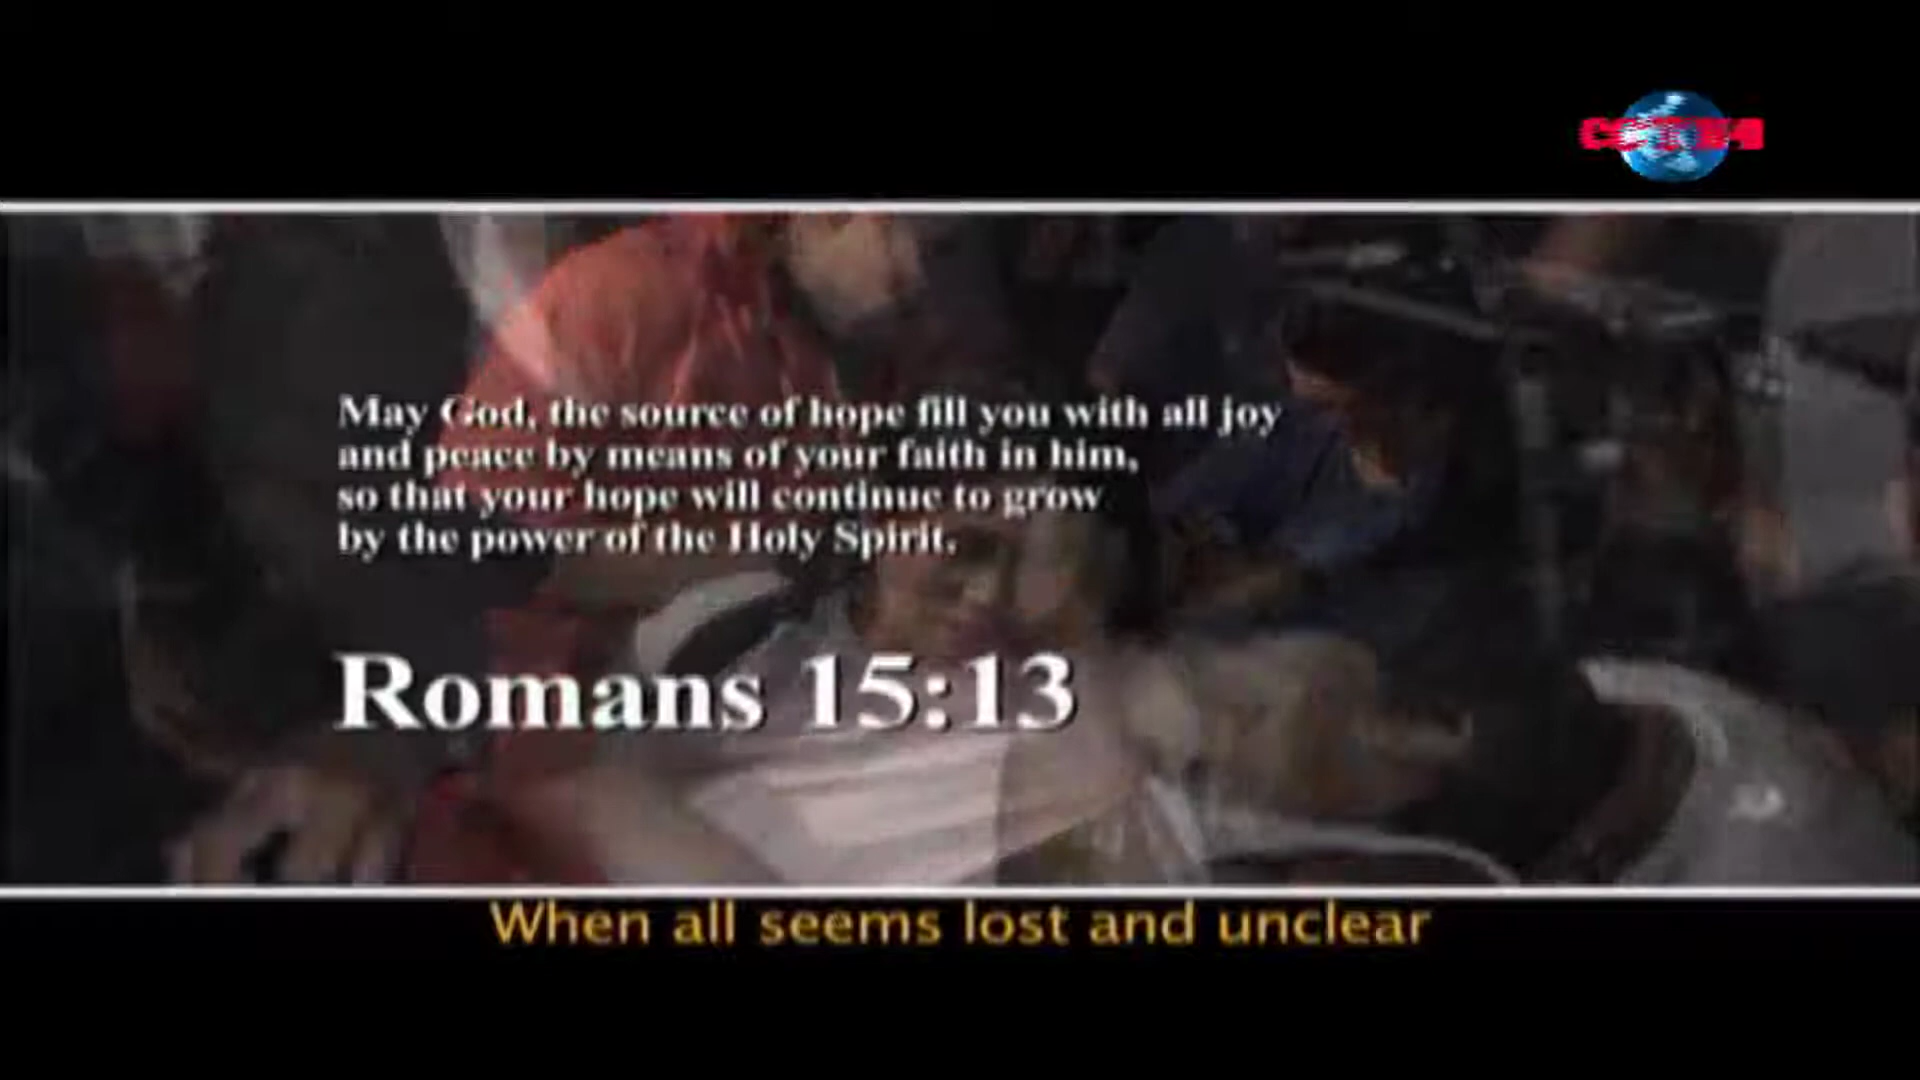 May God, the source of hope fill you with all joy
and peace by means of your faith in him,
so that your hope will continue to grow
by the power of the Holy Spirit.
Romans 15:13
When all seems lost and unclear